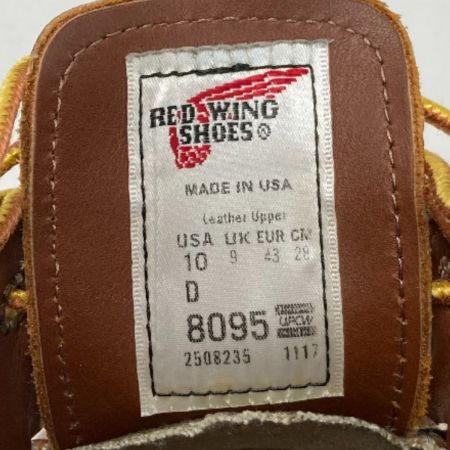 RED WING
SHOES®
MADE IN USA
Leather Upper
USA UK EUR CM
10 9 43 28
D
8095 UPCW
2508235 1117